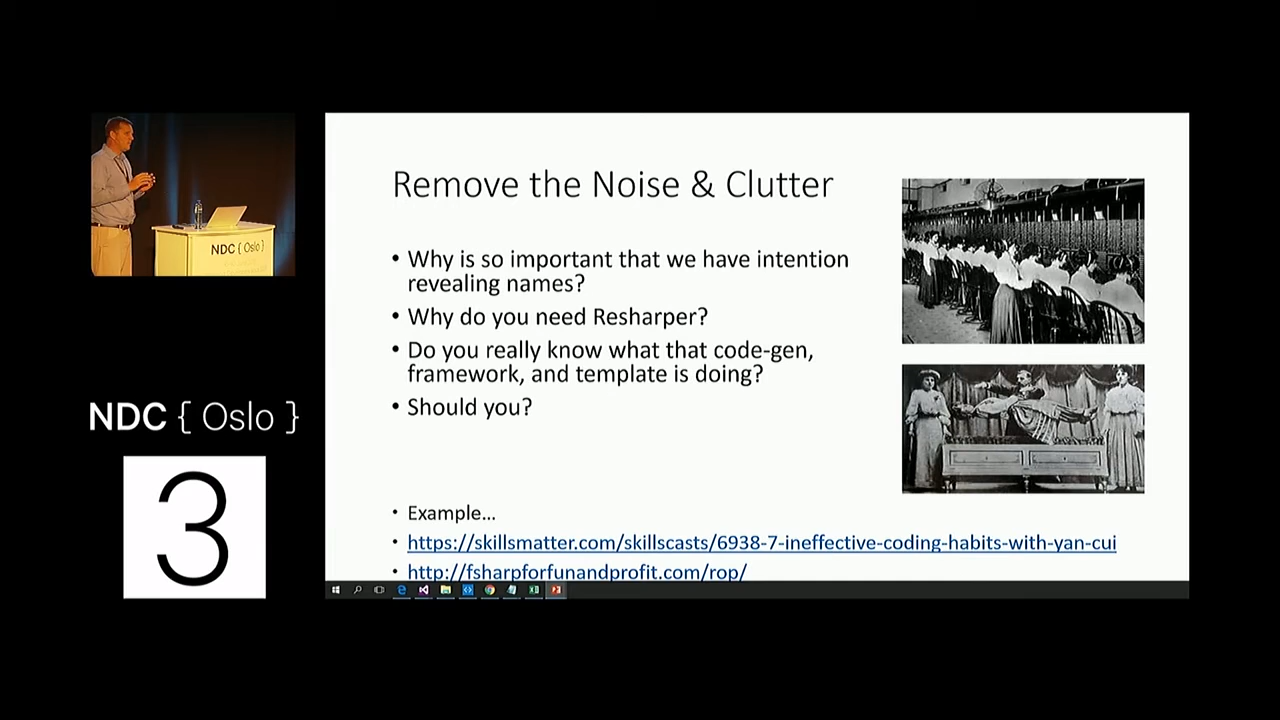 NDC { Oslo }
NDC { Oslo }
3
Remove the Noise & Clutter
• Why is so important that we have intention
revealing names?
• Why do you need Resharper?
• Do you really know what that code-gen,
framework, and template is doing?
• Should you?
• Example...
• https://skillsmatter.com/skillscasts/6938-7-ineffective-coding-habits-with-yan-cui
• http://fsharpforfunandprofit.com/rop/